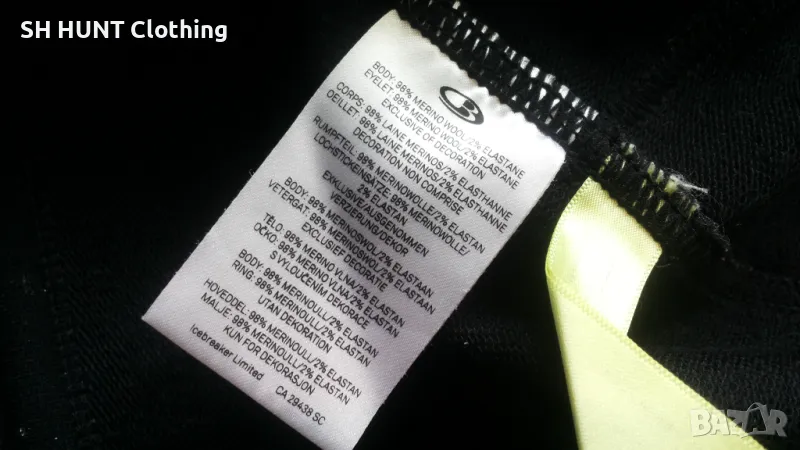 SH HUNT Clothing
BODY: 98% MERINO WOOL/2% ELASTANE
EYELET: 98% MERINO WOOL/2% ELASTANE
EXCLUSIVE OF DECORATION
CORPS: 98% LAINE MERINOS/2% ELASTHANNE
OEILLET: 98% LAINE MERINOS/2% ELASTHANNE
DECORATION NON COMPRISE
RUMPFTEIL: 98% MERINOWOLLE/2% ELASTAN
LOCHSTICKEINSÄTZE: 98% MERINOWOLLE/
2% ELASTAN
EXKLUSIVE/AUSGENOMMEN
VERZIERUNG/DEKOR
BODY: 98% MERINOSWOL/2% ELASTAAN
VETERGAT: 98% MERINOSWO/2% ELASTAAN
EXCLUSIEF DECORATIE
TĚLO: 98% MERINO VLNA/2% ELASTAN
OČKO: 98% MERINO VLNA/2% ELASTAN
S VYLOUČENÍM DEKORACE
BODY: 98% MERINOULL/2% ELASTAN
RING: 98% MERINOULL/2% ELASTAN
UTAN DEKORATION
HOVEDDEL: 98% MERINOULL/2% ELASTAN
MALJE: 98% MERINOULL/2% ELASTAN
KUN FOR DEKORASJON
Icebreaker Limited
CA 29438 SC
BAZAR